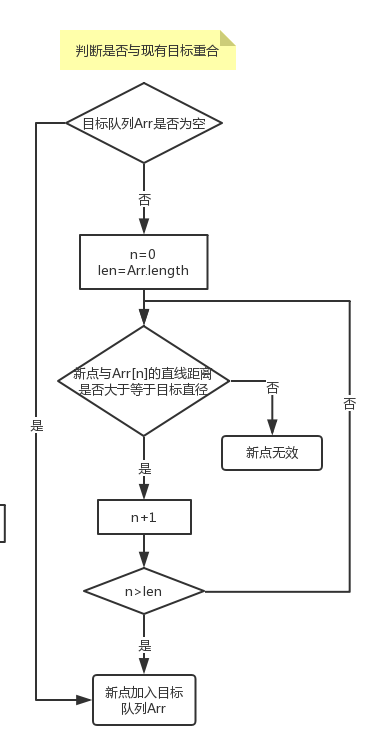 判断是否与现有目标重合
目标队列Arr是否为空
否
n=0
len=Arr.length
新点与Arr[n]的直线距离
是否大于等于目标直径
否
否
是
新点无效
是
n+1
n>len
是
新点加入目标
队列Arr